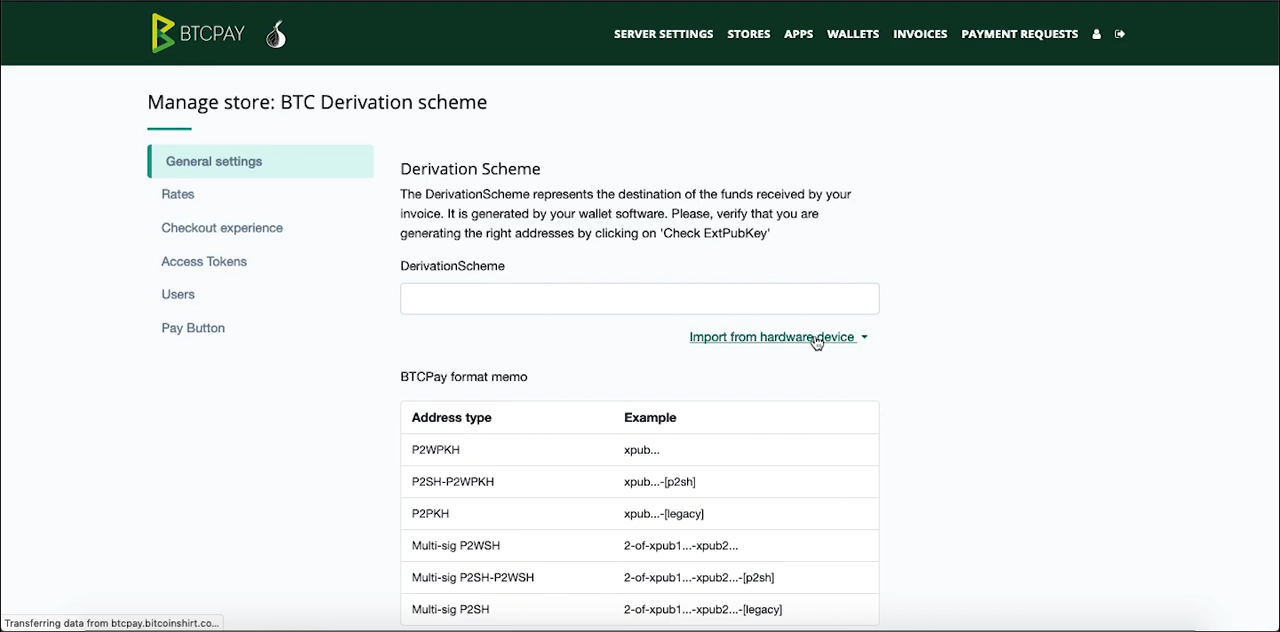 BTCPAY
SERVER SETTINGS STORES APPS WALLETS INVOICES PAYMENT REQUESTS
Manage store: BTC Derivation scheme
General settings
Rates
Checkout experience
Access Tokens
Users
Pay Button
Derivation Scheme
The DerivationScheme represents the destination of the funds received by your
invoice. It is generated by your wallet software. Please, verify that you are
generating the right addresses by clicking on 'Check ExtPubKey'
DerivationScheme
Import from hardware device
BTCPay format memo
Address type Example
P2WPKH xpub...
P2SH-P2WPKH xpub...-[p2sh]
P2PKH xpub...-[legacy]
Multi-sig P2WSH 2-of-xpub1...-xpub2...
Multi-sig P2SH-P2WSH 2-of-xpub1...-xpub2...-[p2sh]
Multi-sig P2SH 2-of-xpub1...-xpub2...-[legacy]
Transferring data from btcpay.bitcoinshirt.co...